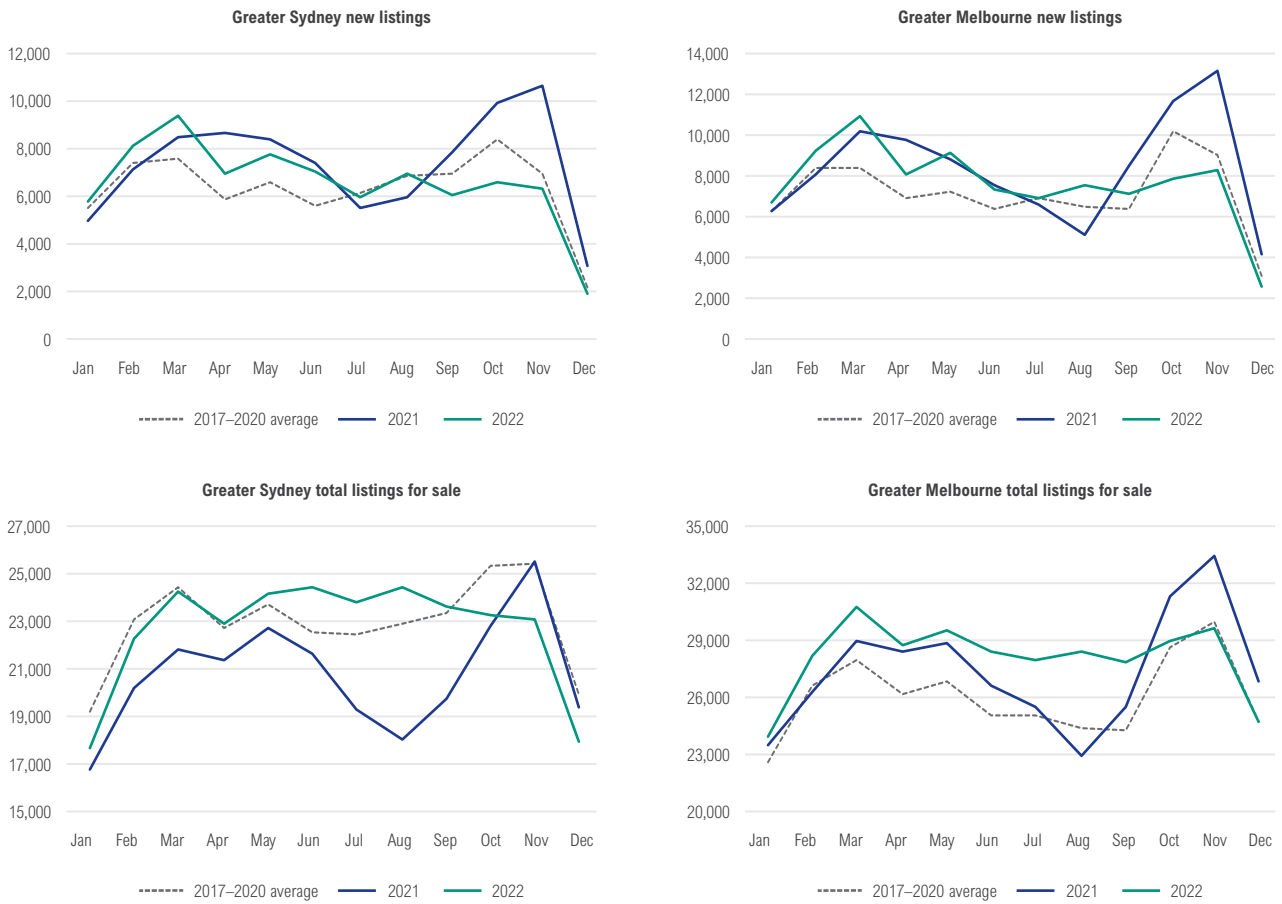 Greater Sydney new listings
12,000
10,000
8,000
6,000
4,000
2,000
0
Jan Feb Mar Apr May Jun Jul Aug Sep Oct Nov Dec
2017–2020 average 2021 2022
Greater Melbourne new listings
14,000
12,000
10,000
8,000
6,000
4,000
2,000
0
Jan Feb Mar Apr May Jun Jul Aug Sep Oct Nov Dec
2017–2020 average 2021 2022
Greater Sydney total listings for sale
27,000
25,000
23,000
21,000
19,000
17,000
15,000
Jan Feb Mar Apr May Jun Jul Aug Sep Oct Nov Dec
2017–2020 average 2021 2022
Greater Melbourne total listings for sale
35,000
32,000
29,000
26,000
23,000
20,000
Jan Feb Mar Apr May Jun Jul Aug Sep Oct Nov Dec
2017–2020 average 2021 2022